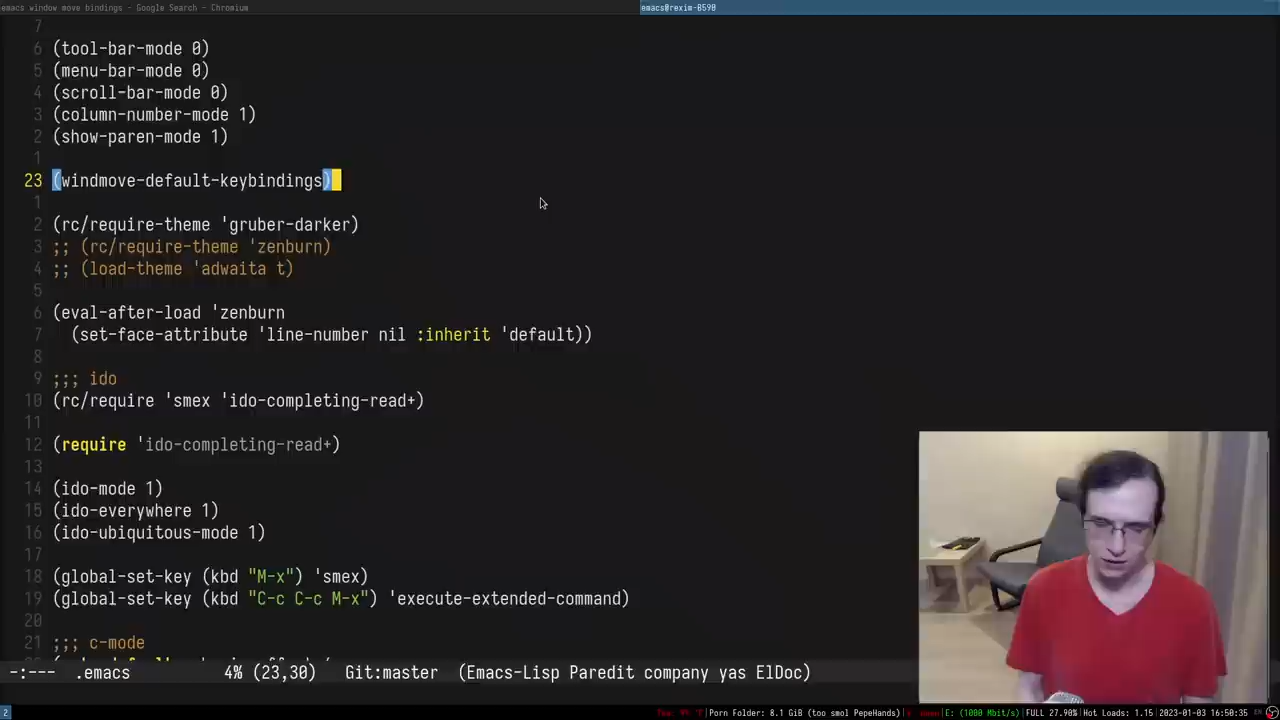 emacs window move bindings - Google Search - Chromium
emacs@rexim-B590
7
6 (tool-bar-mode 0)
5 (menu-bar-mode 0)
4 (scroll-bar-mode 0)
3 (column-number-mode 1)
2 (show-paren-mode 1)
1
23 (windmove-default-keybindings)
1
2 (rc/require-theme 'gruber-darker)
3 ;; (rc/require-theme 'zenburn)
4 ;; (load-theme 'adwaita t)
5
6 (eval-after-load 'zenburn
7 (set-face-attribute 'line-number nil :inherit 'default))
8
9 ;;; ido
10 (rc/require 'smex 'ido-completing-read+)
11
12 (require 'ido-completing-read+)
13
14 (ido-mode 1)
15 (ido-everywhere 1)
16 (ido-ubiquitous-mode 1)
17
18 (global-set-key (kbd "M-x") 'smex)
19 (global-set-key (kbd "C-c C-c M-x") 'execute-extended-command)
20
21 ;;; c-mode
-:--- .emacs 4% (23,30) Git:master (Emacs-Lisp Paredit company yas ElDoc)
2 Porn Folder: 8.1 GiB (too smol PepeHands) E: (1000 Mbit/s) FULL 27.90% Hot Loads: 1.15 2023-01-03 16:50:35 EN